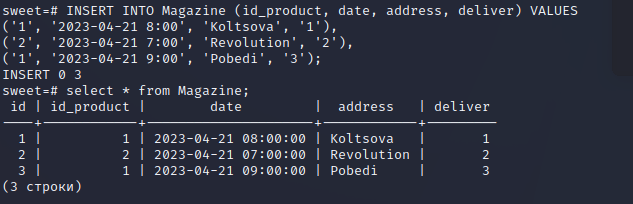 sweet=# INSERT INTO Magazine (id_product, date, address, deliver) VALUES
('1', '2023-04-21 8:00', 'Koltsova', '1'),
('2', '2023-04-21 7:00', 'Revolution', '2'),
('1', '2023-04-21 9:00', 'Pobedi', '3');
INSERT 0 3
sweet=# select * from Magazine;
 id | id_product |        date         |  address   | deliver
----+------------+---------------------+------------+---------
  1 |          1 | 2023-04-21 08:00:00 | Koltsova   |       1
  2 |          2 | 2023-04-21 07:00:00 | Revolution |       2
  3 |          1 | 2023-04-21 09:00:00 | Pobedi     |       3
(3 строки)